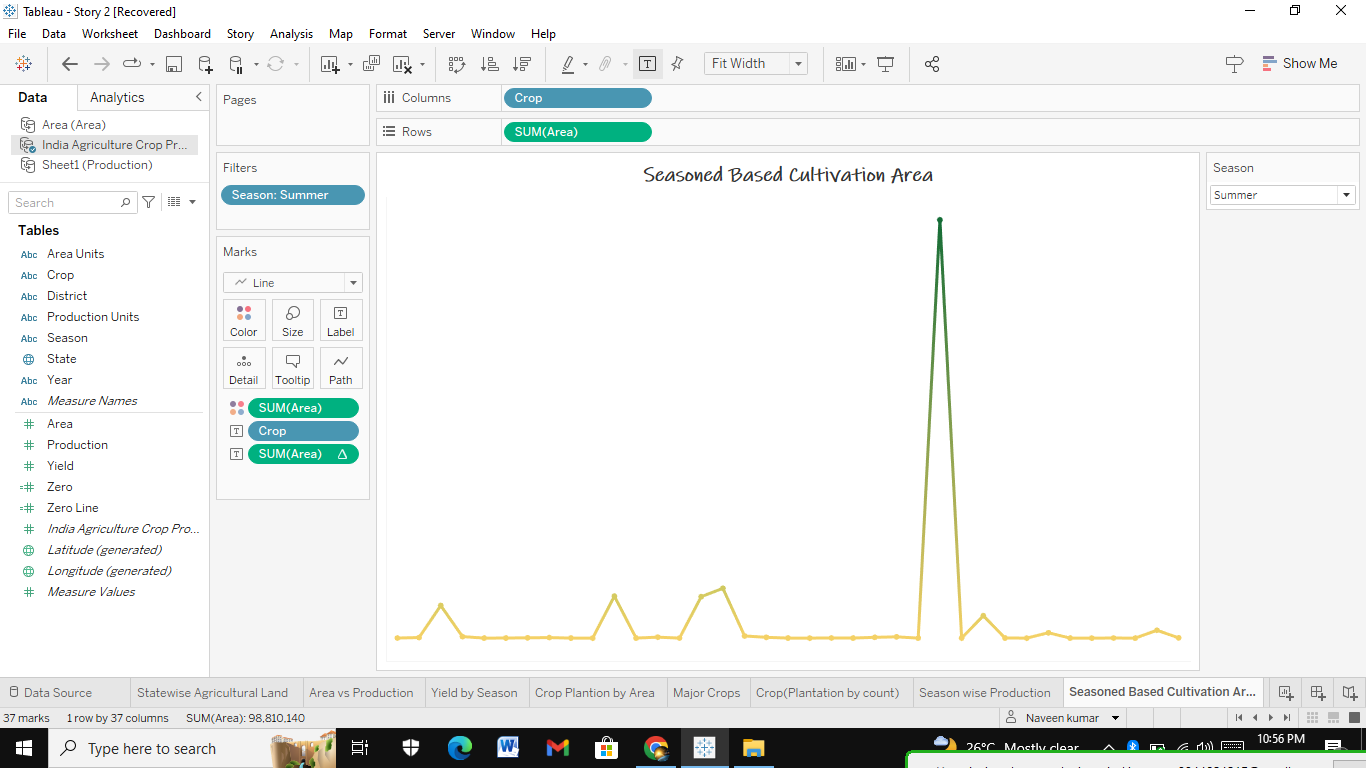 Tableau - Story 2 [Recovered]
File Data Worksheet Dashboard Story Analysis Map Format Server Window Help
Fit Width
Show Me
Data Analytics
Area (Area)
India Agriculture Crop Pr...
Sheet1 (Production)
Search
Tables
Abc Area Units
Abc Crop
Abc District
Abc Production Units
Abc Season
State
Abc Year
Abc Measure Names
Area
Production
Yield
Zero
Zero Line
India Agriculture Crop Pro...
Latitude (generated)
Longitude (generated)
Measure Values
Pages
Filters
Season: Summer
Marks
Line
Color Size Label
Detail Tooltip Path
SUM(Area)
Crop
SUM(Area) Δ
Columns Crop
Rows SUM(Area)
Seasoned Based Cultivation Area
Season
Summer
Data Source Statewise Agricultural Land Area vs Production Yield by Season Crop Plantion by Area Major Crops Crop(Plantation by count) Season wise Production Seasoned Based Cultivation Ar...
37 marks 1 row by 37 columns SUM(Area): 98,810,140 Naveen kumar
Type here to search
26°C Mostly clear
10:56 PM